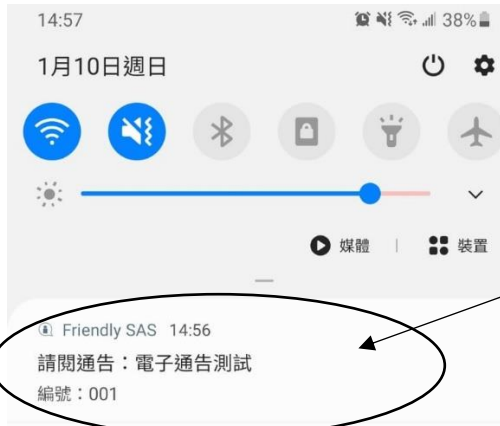 14:57 38%
1月10日週日
媒體 | 裝置
Friendly SAS 14:56
請閱通告：電子通告測試
編號：001